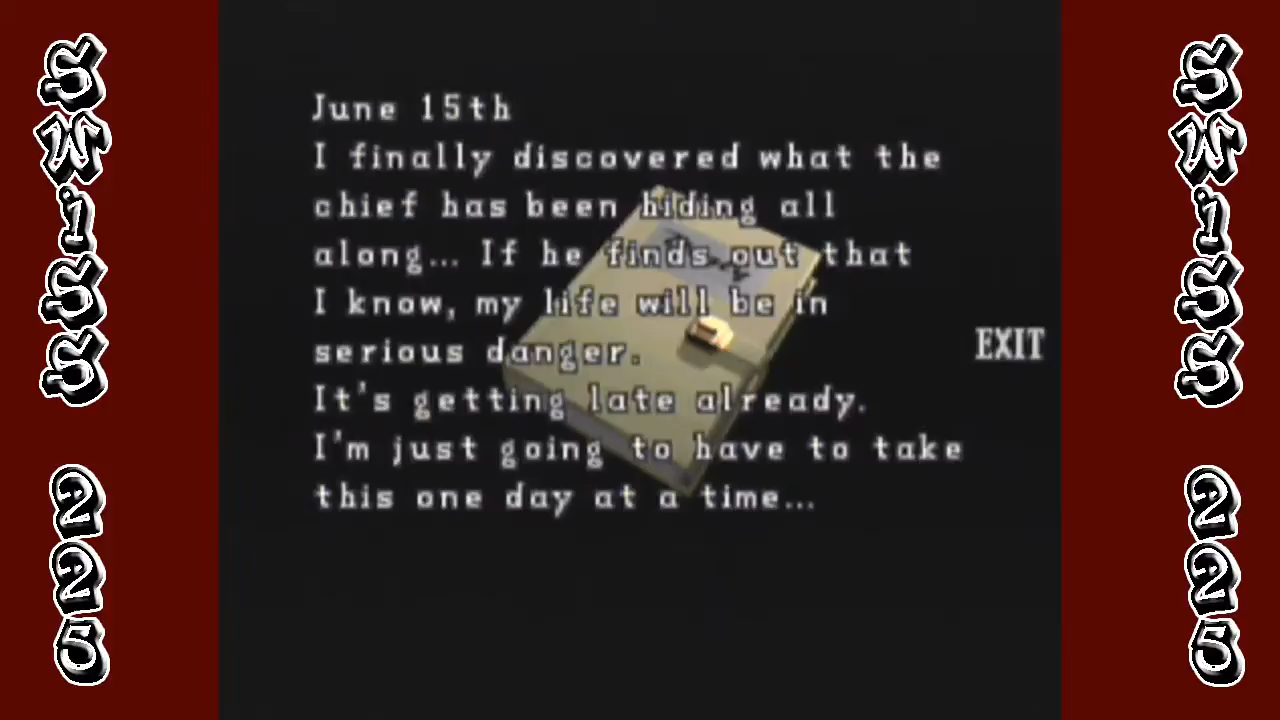 SWiSS 225
June 15th
I finally discovered what the
chief has been hiding all
along... If he finds out that
I know, my life will be in
serious danger.
It's getting late already.
I'm just going to have to take
this one day at a time...
EXIT
SWiSS 225